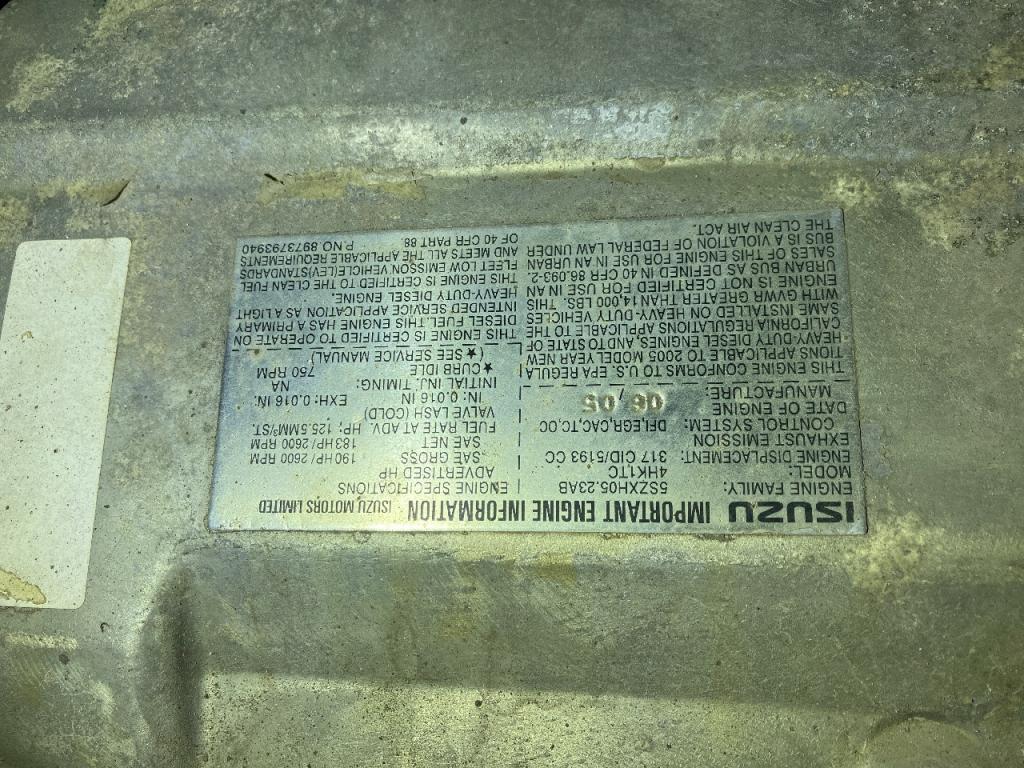 ISUZU IMPORTANT ENGINE INFORMATION · ISUZU MOTORS LIMITED
ENGINE FAMILY: 5SZXH05.23AB
MODEL: 4HK1TC
ENGINE DISPLACEMENT: 317 CID/5193 CC
EXHAUST EMISSION
CONTROL SYSTEM: DFI,EGR,CAC,TC,OC
DATE OF ENGINE
MANUFACTURE: 06/05
THIS ENGINE CONFORMS TO U.S. EPA REGULA
TIONS APPLICABLE TO 2005 MODEL YEAR NEW
HEAVY-DUTY DIESEL ENGINES, AND TO STATE OF
CALIFORNIA REGULATIONS APPLICABLE TO THE
SAME INSTALLED ON HEAVY-DUTY VEHICLES
WITH GVWR GREATER THAN 14,000 LBS. THIS
ENGINE IS NOT CERTIFIED FOR USE IN AN
URBAN BUS AS DEFINED IN 40 CFR 86.093-2.
SALES OF THIS ENGINE FOR USE IN AN URBAN
BUS IS A VIOLATION OF FEDERAL LAW UNDER
THE CLEAN AIR ACT.
ENGINE SPECIFICATIONS
ADVERTISED HP
SAE GROSS 190 HP/2600 RPM
SAE NET 183 HP/2600 RPM
FUEL RATE AT ADV. HP: 125.5MM³/ST.
VALVE LASH (COLD)
IN: 0.016 IN. EXH: 0.016 IN.
INITIAL INJ. TIMING: NA
★CURB IDLE 750 RPM
(★SEE SERVICE MANUAL)
THIS ENGINE IS CERTIFIED TO OPERATE ON
DIESEL FUEL. THIS ENGINE HAS A PRIMARY
INTENDED SERVICE APPLICATION AS A LIGHT
HEAVY-DUTY DIESEL ENGINE.
THIS ENGINE IS CERTIFIED TO THE CLEAN FUEL
FLEET LOW EMISSON VEHICLE(LEV)STANDARDS
AND MEETS ALL THE APPLICABLE REQUIREMENTS
OF 40 CFR PART 88. P.NO 8973793940